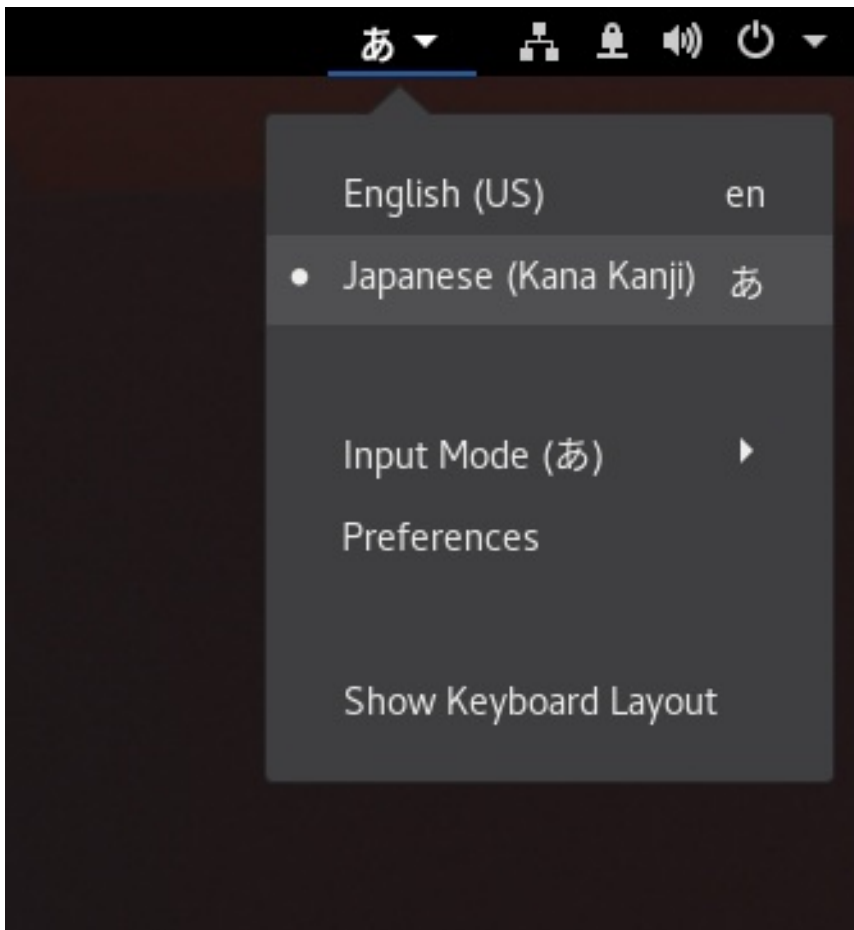 あ
English (US) en
Japanese (Kana Kanji) あ
Input Mode (あ)
Preferences
Show Keyboard Layout